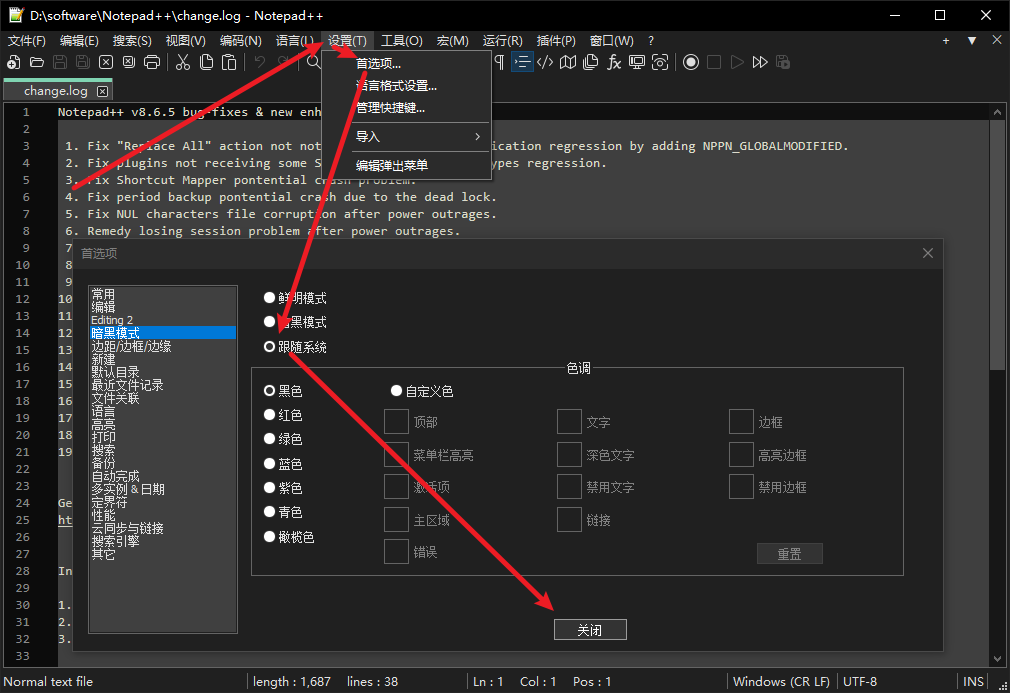 D:\software\Notepad++\change.log - Notepad++
文件(F) 编辑(E) 搜索(S) 视图(V) 编码(N) 语言(L) 设置(T) 工具(O) 宏(M) 运行(R) 插件(P) 窗口(W) ?
change.log
首选项...
语言格式设置...
管理快捷键...
导入
编辑弹出菜单
1 Notepad++ v8.6.5 bug-fixes & new enh
2
3 1. Fix "Replace All" action not not ication regression by adding NPPN_GLOBALMODIFIED.
4 2. Fix plugins not receiving some S ypes regression.
5 3. Fix Shortcut Mapper pontential crash problem.
6 4. Fix period backup pontential crash due to the dead lock.
7 5. Fix NUL characters file corruption after power outrages.
8 6. Remedy losing session problem after power outrages.
9 7
10 8
11 9
12 10
13 11
14 12
15 13
16 14
17 15
18 16
19 17
20 18
21 19
22
23
24 Ge
25 ht
26
27
28 In
29
30 1.
31 2.
32 3.
33
首选项
常用
编辑
Editing 2
暗黑模式
边距/边框/边缘
新建
默认目录
最近文件记录
文件关联
语言
高亮
打印
搜索
备份
自动完成
多实例 & 日期
定界符
性能
云同步与链接
搜索引擎
其它
鲜明模式
暗黑模式
跟随系统
色调
黑色 自定义色
红色
绿色
蓝色
紫色
青色
橄榄色
顶部 文字 边框
菜单栏高亮 深色文字 高亮边框
激活项 禁用文字 禁用边框
主区域 链接
错误
重置
关闭
Normal text file length : 1,687 lines : 38 Ln : 1 Col : 1 Pos : 1 Windows (CR LF) UTF-8 INS